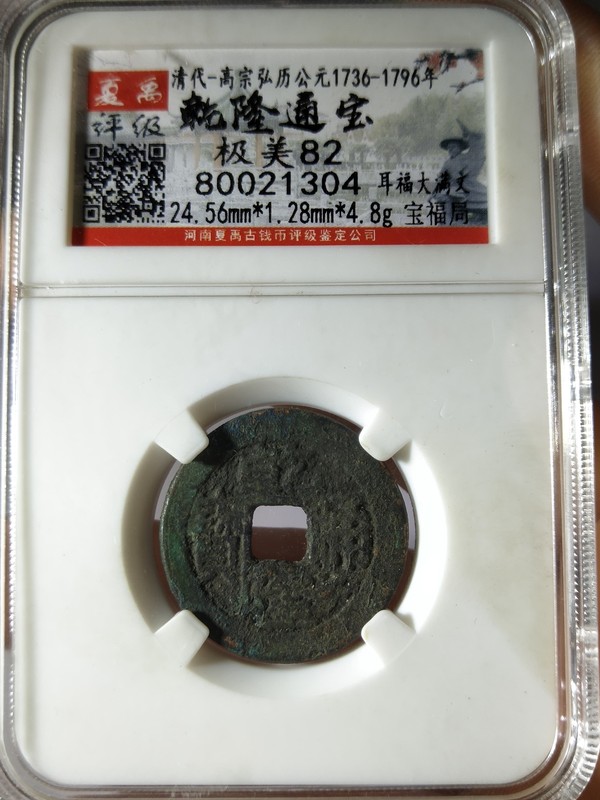 夏禹
评级
清代-高宗弘历公元1736-1796年
乾隆通宝
极美82
80021304 耳福大满文
24.56mm*1.28mm*4.8g 宝福局
河南夏禹古钱币评级鉴定公司